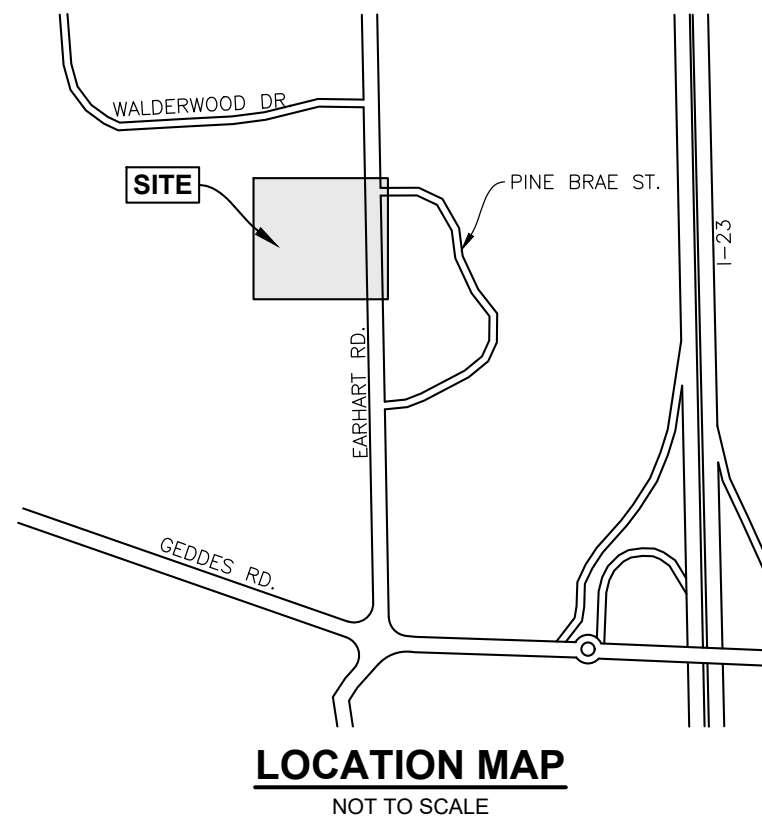 WALDERWOOD DR
SITE
PINE BRAE ST.
I-23
EARHART RD.
GEDDES RD.
LOCATION MAP
NOT TO SCALE